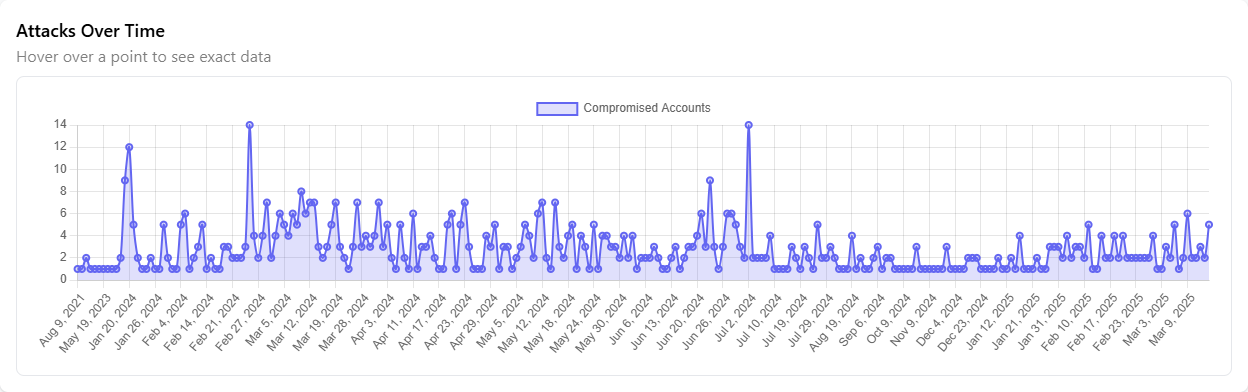 Attacks Over Time
Hover over a point to see exact data
Compromised Accounts
14
12
10
8
6
4
2
0
Aug 9, 2021
May 19, 2023
Jan 20, 2024
Jan 26, 2024
Feb 4, 2024
Feb 14, 2024
Feb 21, 2024
Feb 27, 2024
Mar 5, 2024
Mar 12, 2024
Mar 19, 2024
Mar 28, 2024
Apr 3, 2024
Apr 11, 2024
Apr 17, 2024
Apr 23, 2024
Apr 29, 2024
May 5, 2024
May 12, 2024
May 18, 2024
May 24, 2024
May 30, 2024
Jun 6, 2024
Jun 13, 2024
Jun 20, 2024
Jun 26, 2024
Jul 2, 2024
Jul 10, 2024
Jul 19, 2024
Jul 29, 2024
Aug 19, 2024
Sep 6, 2024
Oct 9, 2024
Nov 9, 2024
Dec 4, 2024
Dec 23, 2024
Jan 12, 2025
Jan 21, 2025
Jan 31, 2025
Feb 10, 2025
Feb 17, 2025
Feb 23, 2025
Mar 3, 2025
Mar 9, 2025